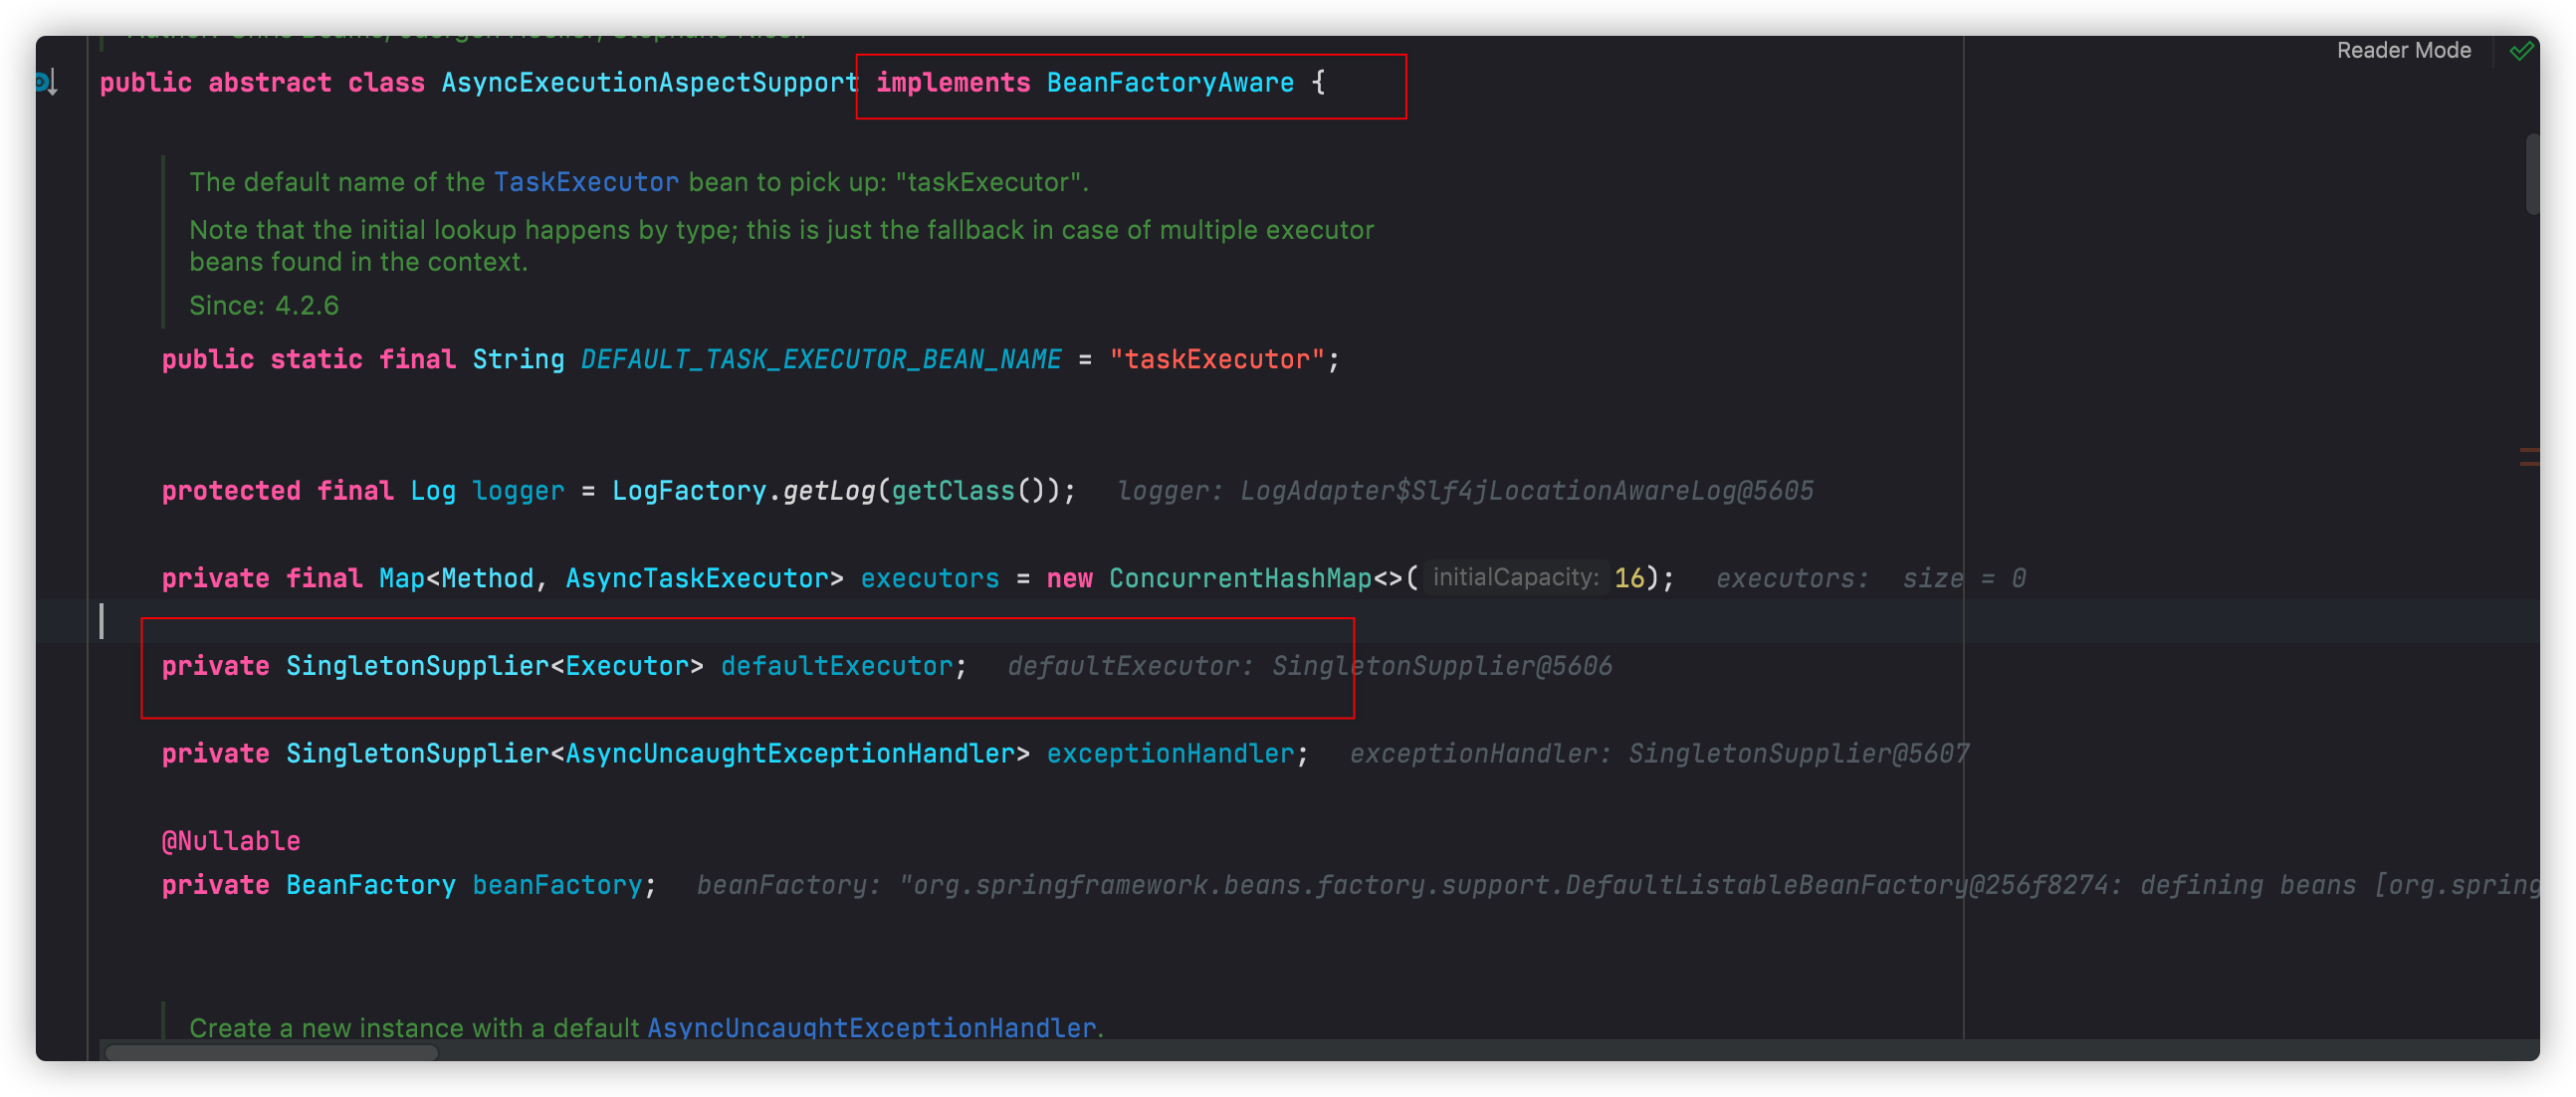 Reader Mode
public abstract class AsyncExecutionAspectSupport implements BeanFactoryAware {
The default name of the TaskExecutor bean to pick up: "taskExecutor".
Note that the initial lookup happens by type; this is just the fallback in case of multiple executor
beans found in the context.
Since: 4.2.6
public static final String DEFAULT_TASK_EXECUTOR_BEAN_NAME = "taskExecutor";
protected final Log logger = LogFactory.getLog(getClass()); logger: LogAdapter$Slf4jLocationAwareLog@5605
private final Map<Method, AsyncTaskExecutor> executors = new ConcurrentHashMap<>( initialCapacity: 16); executors: size = 0
private SingletonSupplier<Executor> defaultExecutor; defaultExecutor: SingletonSupplier@5606
private SingletonSupplier<AsyncUncaughtExceptionHandler> exceptionHandler; exceptionHandler: SingletonSupplier@5607
@Nullable
private BeanFactory beanFactory; beanFactory: "org.springframework.beans.factory.support.DefaultListableBeanFactory@256f8274: defining beans [org.spring
Create a new instance with a default AsyncUncaughtExceptionHandler.